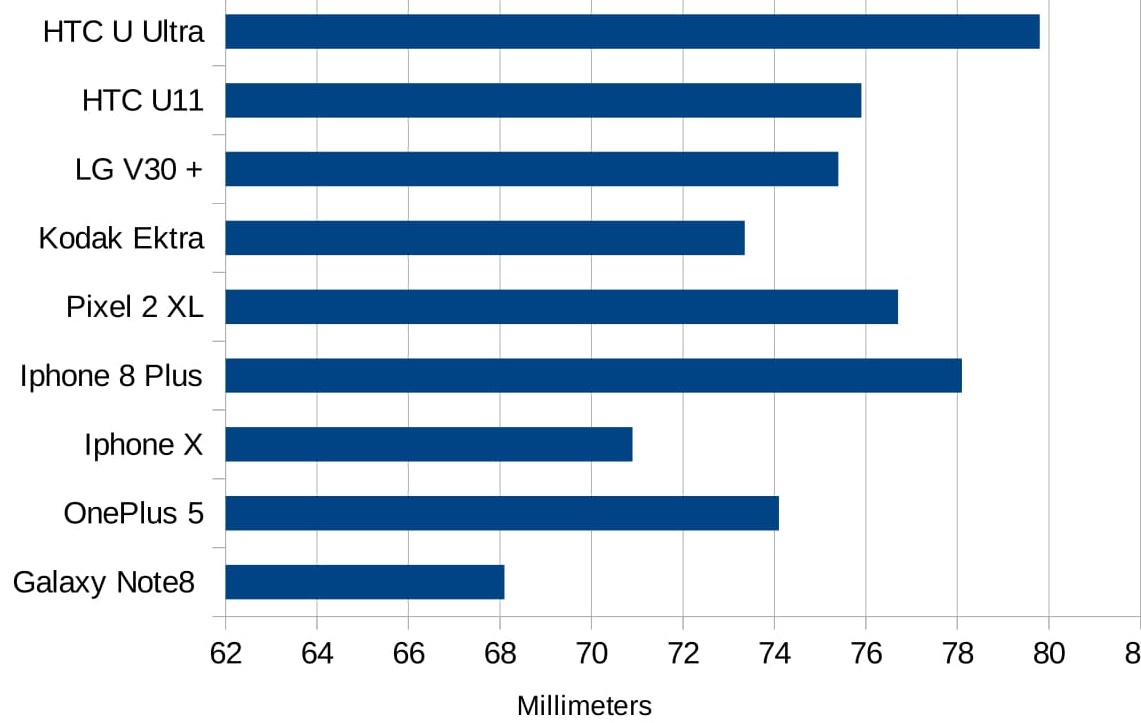 HTC U Ultra
HTC U11
LG V30 +
Kodak Ektra
Pixel 2 XL
Iphone 8 Plus
Iphone X
OnePlus 5
Galaxy Note8
62 64 66 68 70 72 74 76 78 80 8
Millimeters